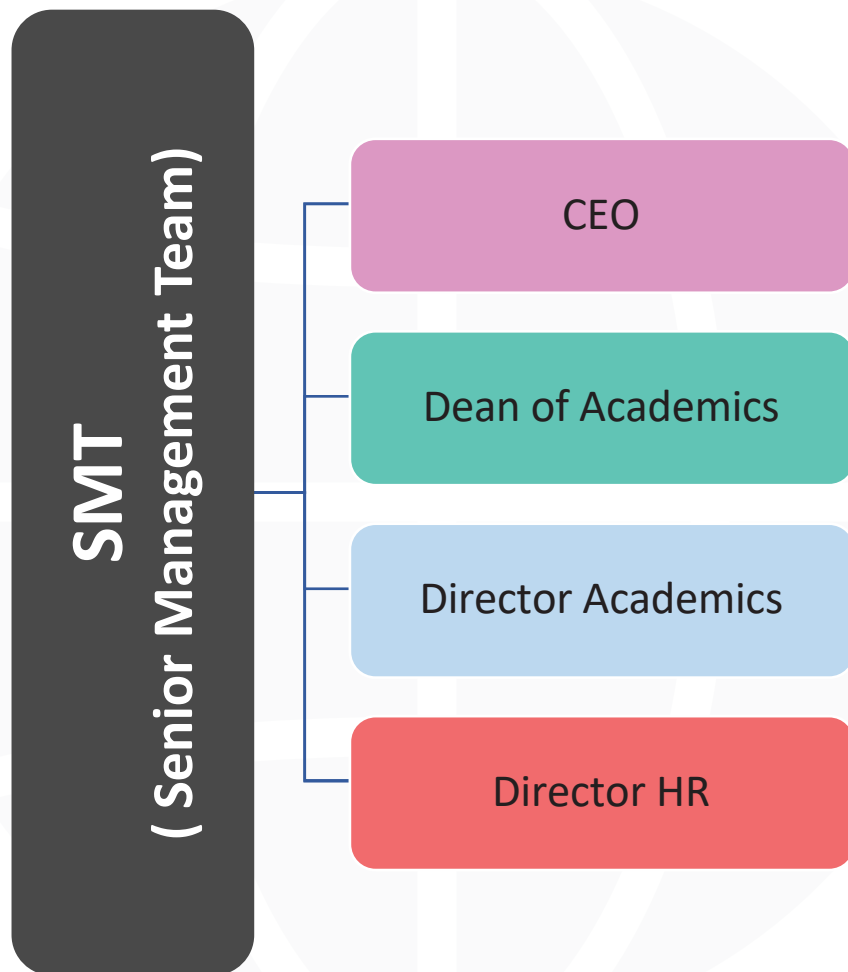 SMT
( Senior Management Team)
CEO
Dean of Academics
Director Academics
Director HR